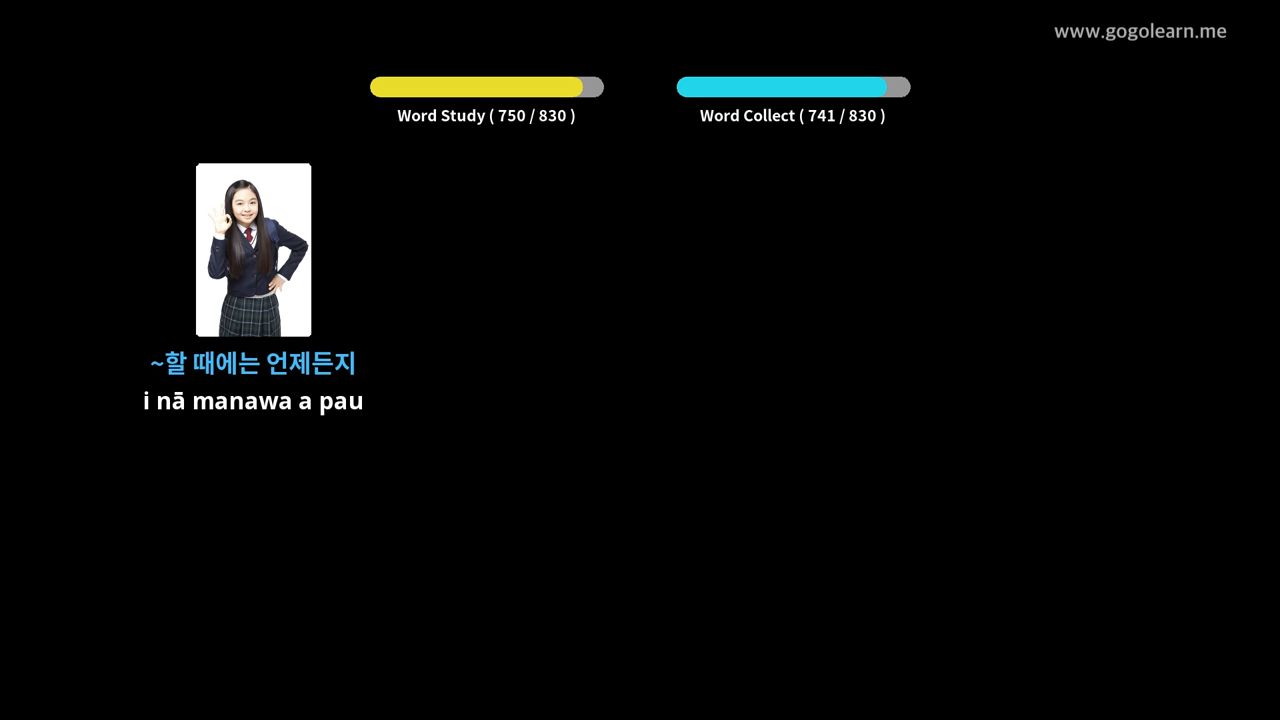 www.gogolearn.me
Word Study ( 750 / 830 )
Word Collect ( 741 / 830 )
~할 때에는 언제든지
i nā manawa a pau